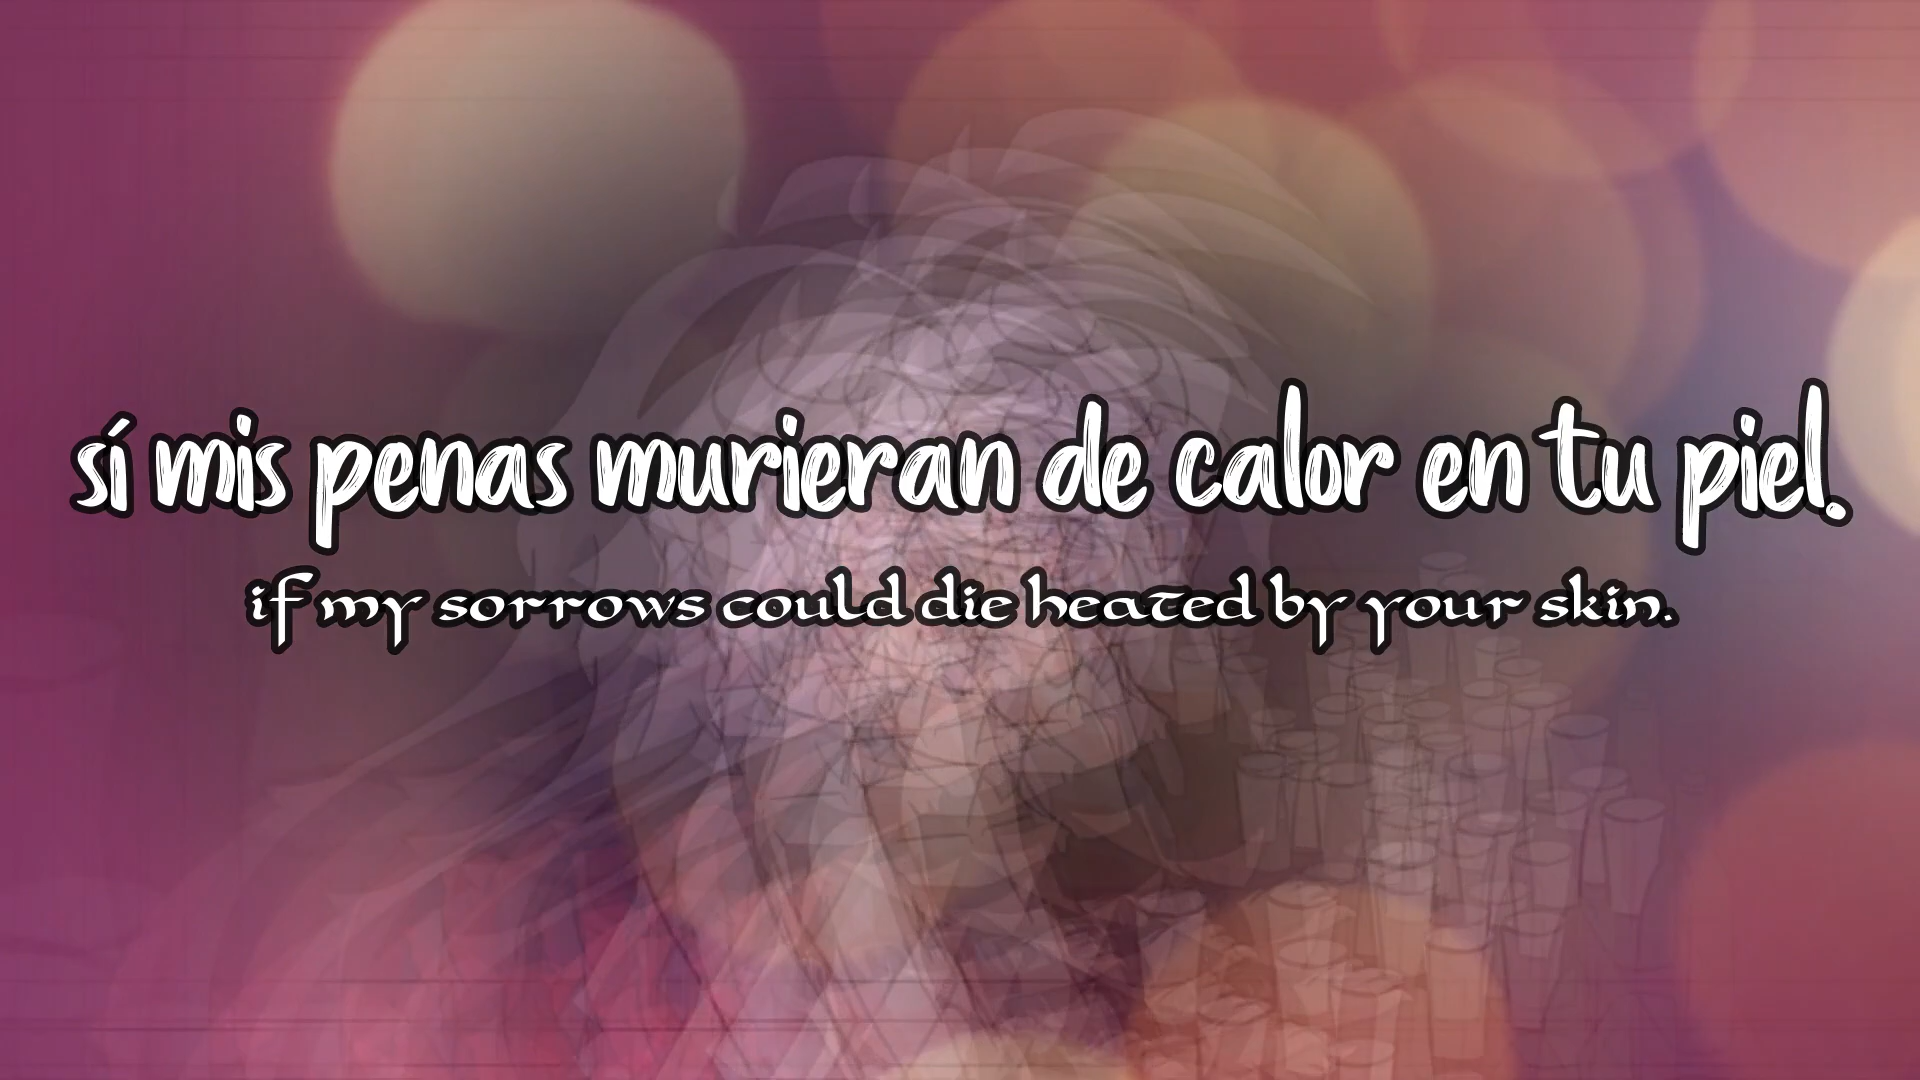 sí mis penas murieran de calor en tu piel.
if my sorrows could die heated by your skin.